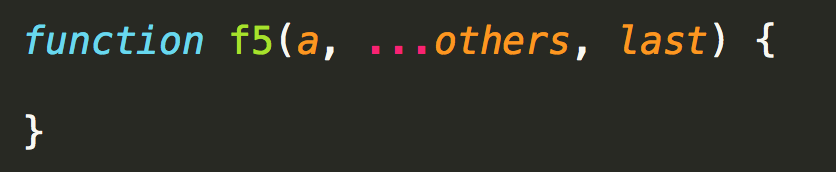 function f5(a, ...others, last) {
}